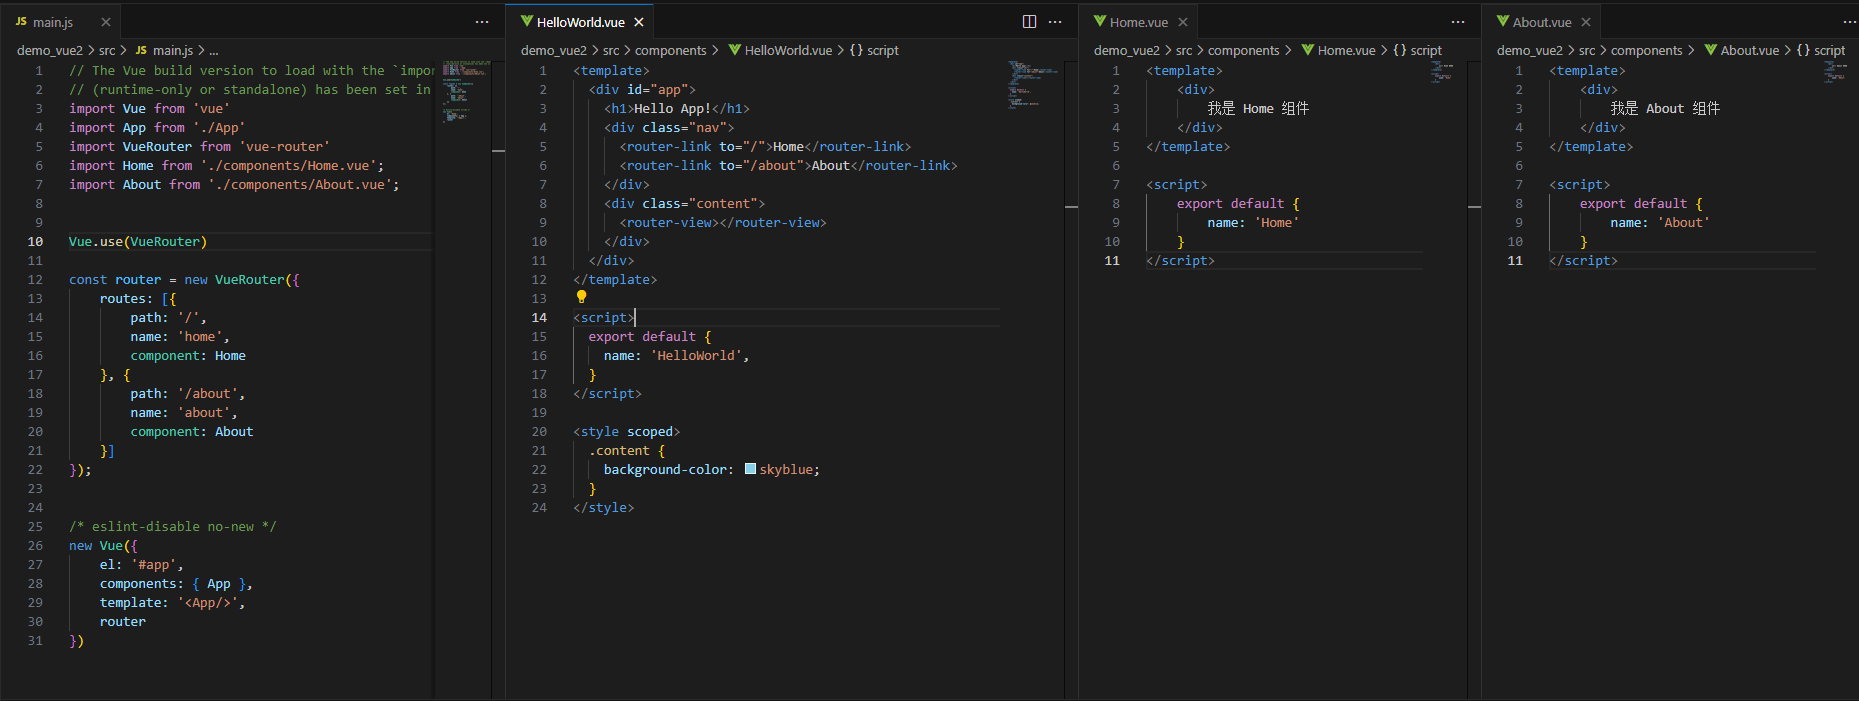 JS main.js
demo_vue2 > src > JS main.js > ...
1 // The Vue build version to load with the `impor
2 // (runtime-only or standalone) has been set in
3 import Vue from 'vue'
4 import App from './App'
5 import VueRouter from 'vue-router'
6 import Home from './components/Home.vue';
7 import About from './components/About.vue';
8
9
10 Vue.use(VueRouter)
11
12 const router = new VueRouter({
13 routes: [{
14 path: '/',
15 name: 'home',
16 component: Home
17 }, {
18 path: '/about',
19 name: 'about',
20 component: About
21 }]
22 });
23
24
25 /* eslint-disable no-new */
26 new Vue({
27 el: '#app',
28 components: { App },
29 template: '<App/>',
30 router
31 })
HelloWorld.vue
demo_vue2 > src > components > HelloWorld.vue > {} script
1 <template>
2 <div id="app">
3 <h1>Hello App!</h1>
4 <div class="nav">
5 <router-link to="/">Home</router-link>
6 <router-link to="/about">About</router-link>
7 </div>
8 <div class="content">
9 <router-view></router-view>
10 </div>
11 </div>
12 </template>
13
14 <script>
15 export default {
16 name: 'HelloWorld',
17 }
18 </script>
19
20 <style scoped>
21 .content {
22 background-color: skyblue;
23 }
24 </style>
Home.vue
demo_vue2 > src > components > Home.vue > {} script
1 <template>
2 <div>
3 我是 Home 组件
4 </div>
5 </template>
6
7 <script>
8 export default {
9 name: 'Home'
10 }
11 </script>
About.vue
demo_vue2 > src > components > About.vue > {} script
1 <template>
2 <div>
3 我是 About 组件
4 </div>
5 </template>
6
7 <script>
8 export default {
9 name: 'About'
10 }
11 </script>